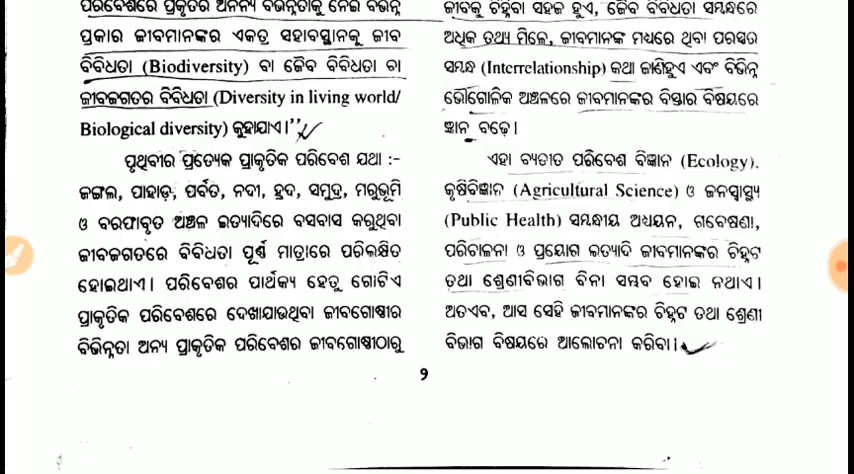 ପରିବେଶରେ ପ୍ରକୃତିର ଅନନ୍ୟ ବିଭିନ୍ନତାକୁ ନେଇ ବିଭିନ୍ନ
ପ୍ରକାର ଜୀବମାନଙ୍କର ଏକତ୍ର ସହାବସ୍ଥାନକୁ ଜୀବ
ବିବିଧତା (Biodiversity) ବା ଜୈବ ବିବିଧତା ବା
ଜୀବଜଗତର ବିବିଧତା (Diversity in living world/
Biological diversity) କୁହାଯାଏ।''
ପୃଥିବୀର ପ୍ରତ୍ୟେକ ପ୍ରାକୃତିକ ପରିବେଶ ଯଥା :-
ଜଙ୍ଗଲ, ପାହାଡ଼, ପର୍ବତ, ନଦୀ, ହ୍ରଦ, ସମୁଦ୍ର, ମରୁଭୂମି
ଓ ବରଫାବୃତ ଅଞ୍ଚଳ ଇତ୍ୟାଦିରେ ବସବାସ କରୁଥିବା
ଜୀବଜଗତରେ ବିବିଧତା ପୂର୍ଣ୍ଣ ମାତ୍ରାରେ ପରିଲକ୍ଷିତ
ହୋଇଥାଏ। ପରିବେଶର ପାର୍ଥକ୍ୟ ହେତୁ ଗୋଟିଏ
ପ୍ରାକୃତିକ ପରିବେଶରେ ଦେଖାଯାଉଥିବା ଜୀବଗୋଷ୍ଠୀର
ବିଭିନ୍ନତା ଅନ୍ୟ ପ୍ରାକୃତିକ ପରିବେଶର ଜୀବଗୋଷ୍ଠୀଠାରୁ
ଜୀବକୁ ଚିହ୍ନିବା ସହଜ ହୁଏ, ଜୈବ ବିବିଧତା ସମ୍ବନ୍ଧରେ
ଅଧିକ ତଥ୍ୟ ମିଳେ, ଜୀବମାନଙ୍କ ମଧ୍ୟରେ ଥିବା ପରସ୍ପର
ସମ୍ବନ୍ଧ (Interrelationship) କଥା ଜାଣିହୁଏ ଏବଂ ବିଭିନ୍ନ
ଭୌଗୋଳିକ ଅଞ୍ଚଳରେ ଜୀବମାନଙ୍କର ବିସ୍ତାର ବିଷୟରେ
ଜ୍ଞାନ ବଢ଼େ।
ଏହା ବ୍ୟତୀତ ପରିବେଶ ବିଜ୍ଞାନ (Ecology),
କୃଷିବିଜ୍ଞାନ (Agricultural Science) ଓ ଜନସ୍ୱାସ୍ଥ୍ୟ
(Public Health) ସମ୍ବନ୍ଧୀୟ ଅଧ୍ୟୟନ, ଗବେଷଣା,
ପରିଚାଳନା ଓ ପ୍ରୟୋଗ ଇତ୍ୟାଦି ଜୀବମାନଙ୍କର ଚିହ୍ନଟ
ତଥା ଶ୍ରେଣୀବିଭାଗ ବିନା ସମ୍ଭବ ହୋଇ ନଥାଏ।
ଅତଏବ, ଆସ ସେହି ଜୀବମାନଙ୍କର ଚିହ୍ନଟ ତଥା ଶ୍ରେଣୀ
ବିଭାଗ ବିଷୟରେ ଆଲୋଚନା କରିବା।
9